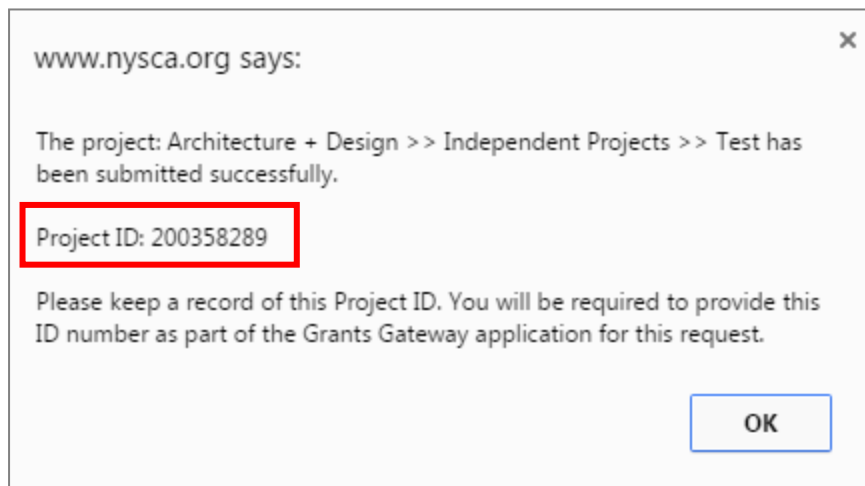 www.nysca.org says:
The project: Architecture + Design >> Independent Projects >> Test has
been submitted successfully.
Project ID: 200358289
Please keep a record of this Project ID. You will be required to provide this
ID number as part of the Grants Gateway application for this request.
OK